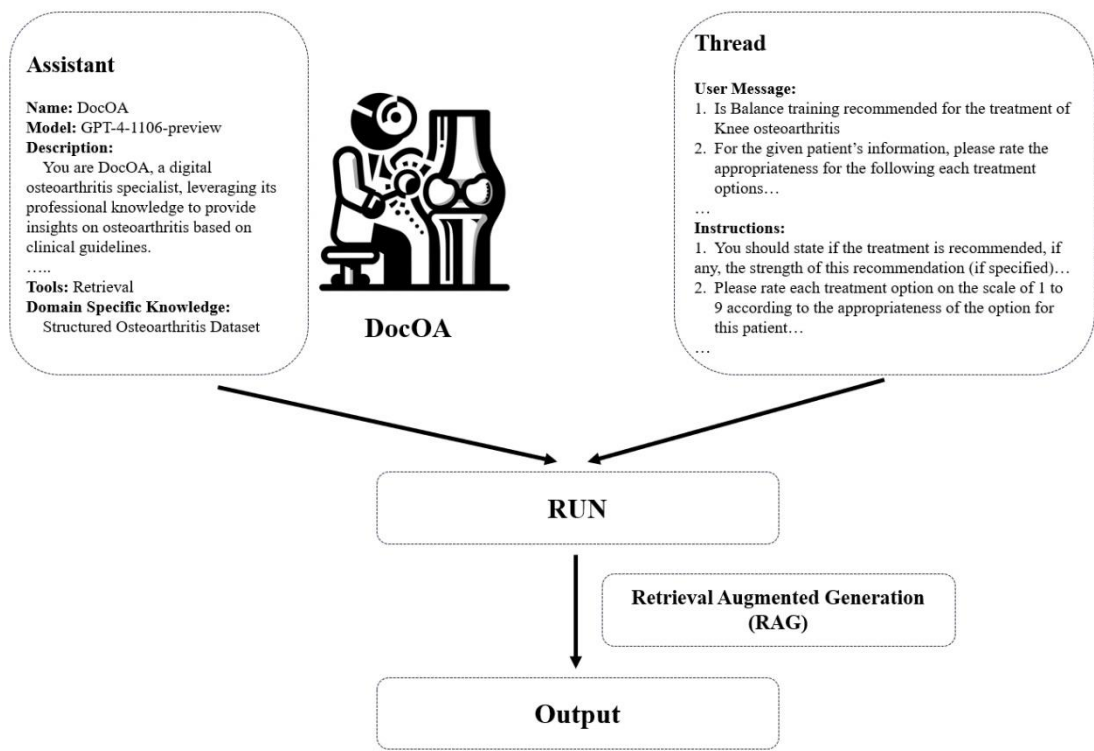 Assistant
Name: DocOA
Model: GPT-4-1106-preview
Description:
You are DocOA, a digital
osteoarthritis specialist, leveraging its
professional knowledge to provide
insights on osteoarthritis based on
clinical guidelines.
…..
Tools: Retrieval
Domain Specific Knowledge:
Structured Osteoarthritis Dataset
DocOA
Thread
User Message:
1. Is Balance training recommended for the treatment of
Knee osteoarthritis
2. For the given patient’s information, please rate the
appropriateness for the following each treatment
options…
…
Instructions:
1. You should state if the treatment is recommended, if
any, the strength of this recommendation (if specified)…
2. Please rate each treatment option on the scale of 1 to
9 according to the appropriateness of the option for
this patient…
…
RUN
Retrieval Augmented Generation
(RAG)
Output